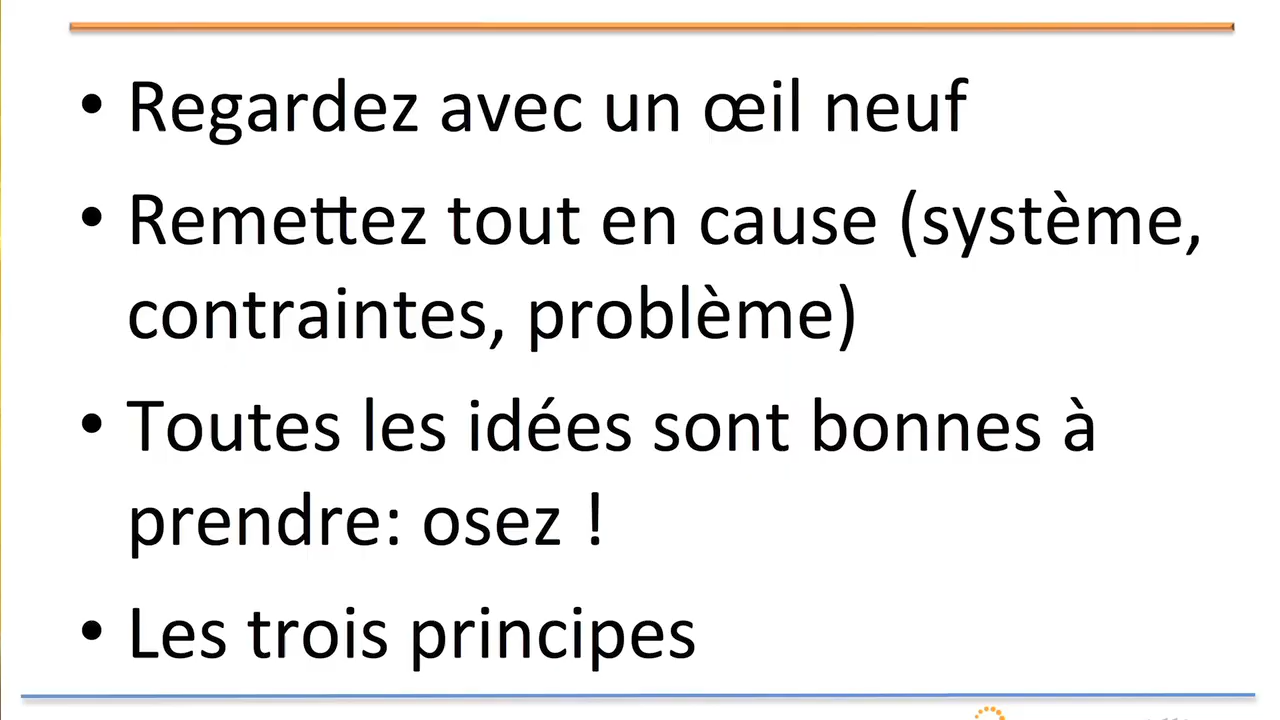 • Regardez avec un œil neuf
• Remettez tout en cause (système,
contraintes, problème)
• Toutes les idées sont bonnes à
prendre: osez !
• Les trois principes